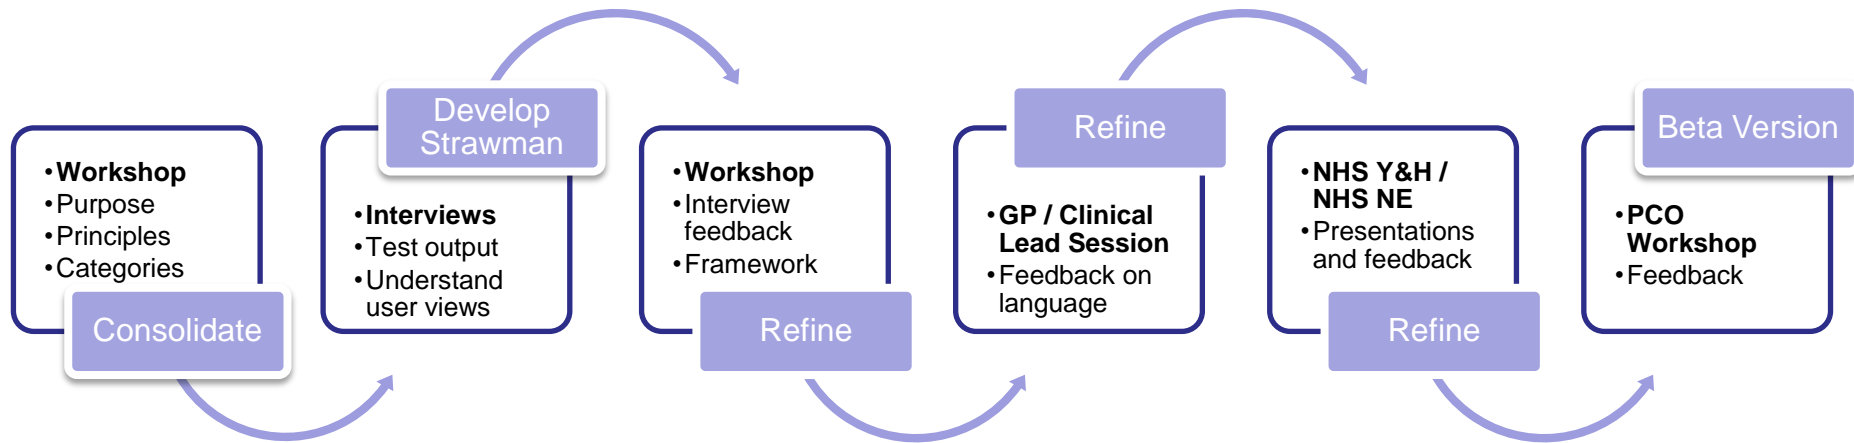 •Workshop
•Purpose
•Principles
•Categories
Consolidate
Develop
Strawman
•Interviews
•Test output
•Understand
user views
•Workshop
•Interview
feedback
•Framework
Refine
Refine
•GP / Clinical
Lead Session
•Feedback on
language
•NHS Y&H /
NHS NE
•Presentations
and feedback
Refine
Beta Version
•PCO
Workshop
•Feedback